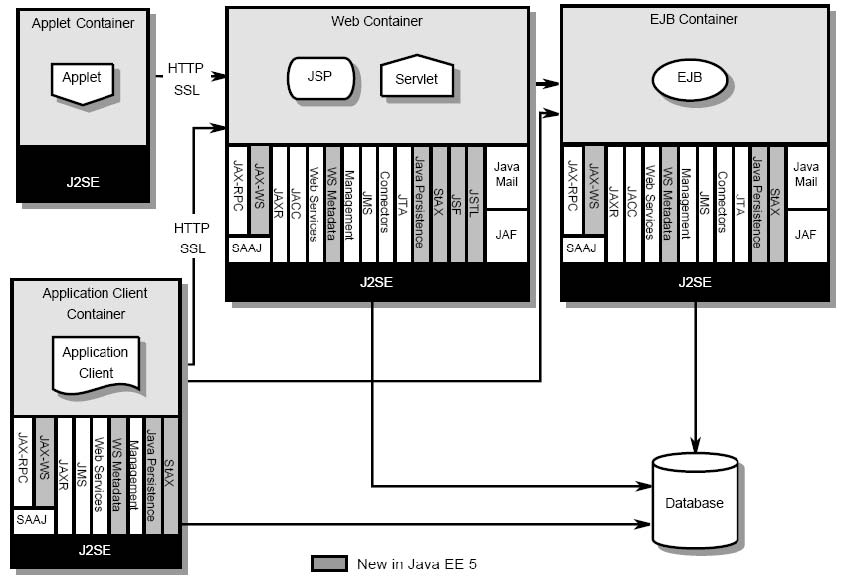 Applet Container
Applet
J2SE
HTTP
SSL
Web Container
JSP
Servlet
JAX-RPC
JAX-WS
SAAJ
JAXR
JACC
Web Services
WS Metadata
Management
JMS
Connectors
JTA
Java Persistence
StAX
JSF
JSTL
Java
Mail
JAF
J2SE
EJB Container
EJB
JAX-RPC
JAX-WS
SAAJ
JAXR
JACC
Web Services
WS Metadata
Management
JMS
Connectors
JTA
Java Persistence
StAX
Java
Mail
JAF
J2SE
HTTP
SSL
Application Client
Container
Application
Client
JAX-RPC
JAX-WS
SAAJ
JAXR
JMS
Web Services
WS Metadata
Management
Java Persistence
StAX
J2SE
Database
New in Java EE 5